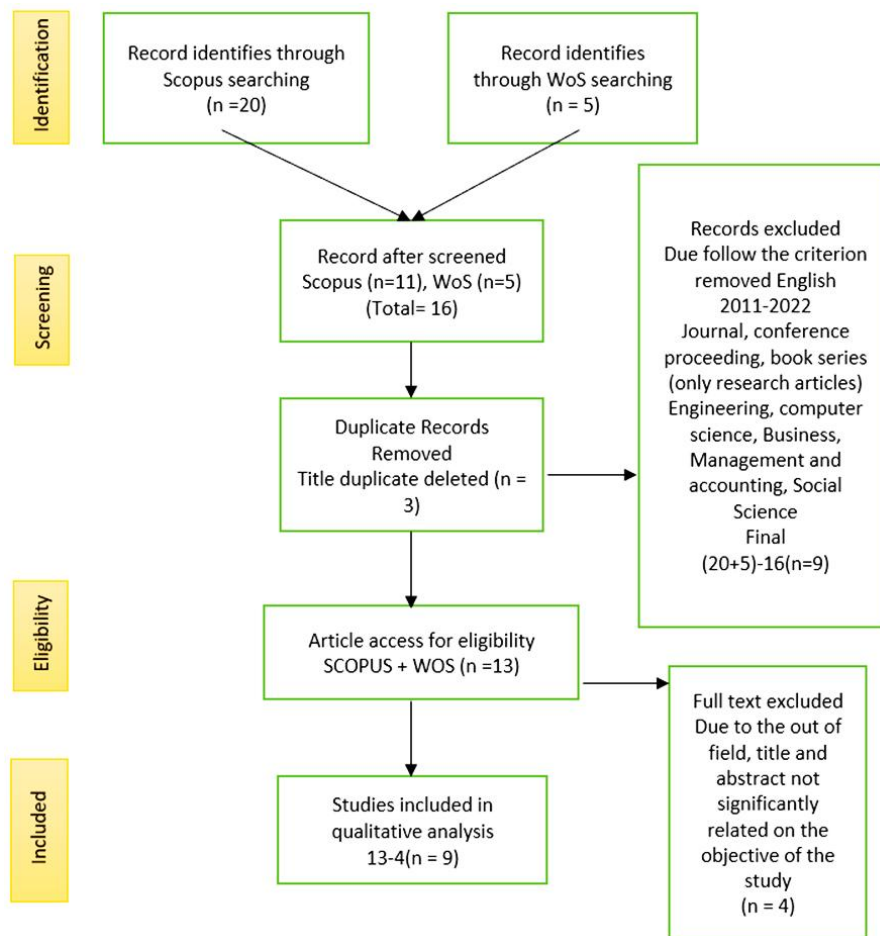 Identification
Record identifies through
Scopus searching
(n =20)
Record identifies
through WoS searching
(n = 5)
Screening
Record after screened
Scopus (n=11), WoS (n=5)
(Total= 16)
Duplicate Records
Removed
Title duplicate deleted (n =
3)
Records excluded
Due follow the criterion
removed English
2011-2022
Journal, conference
proceeding, book series
(only research articles)
Engineering, computer
science, Business,
Management and
accounting, Social
Science
Final
(20+5)-16(n=9)
Eligibility
Article access for eligibility
SCOPUS + WOS (n =13)
Full text excluded
Due to the out of
field, title and
abstract not
significantly
related on the
objective of the
study
(n = 4)
Included
Studies included in
qualitative analysis
13-4(n = 9)